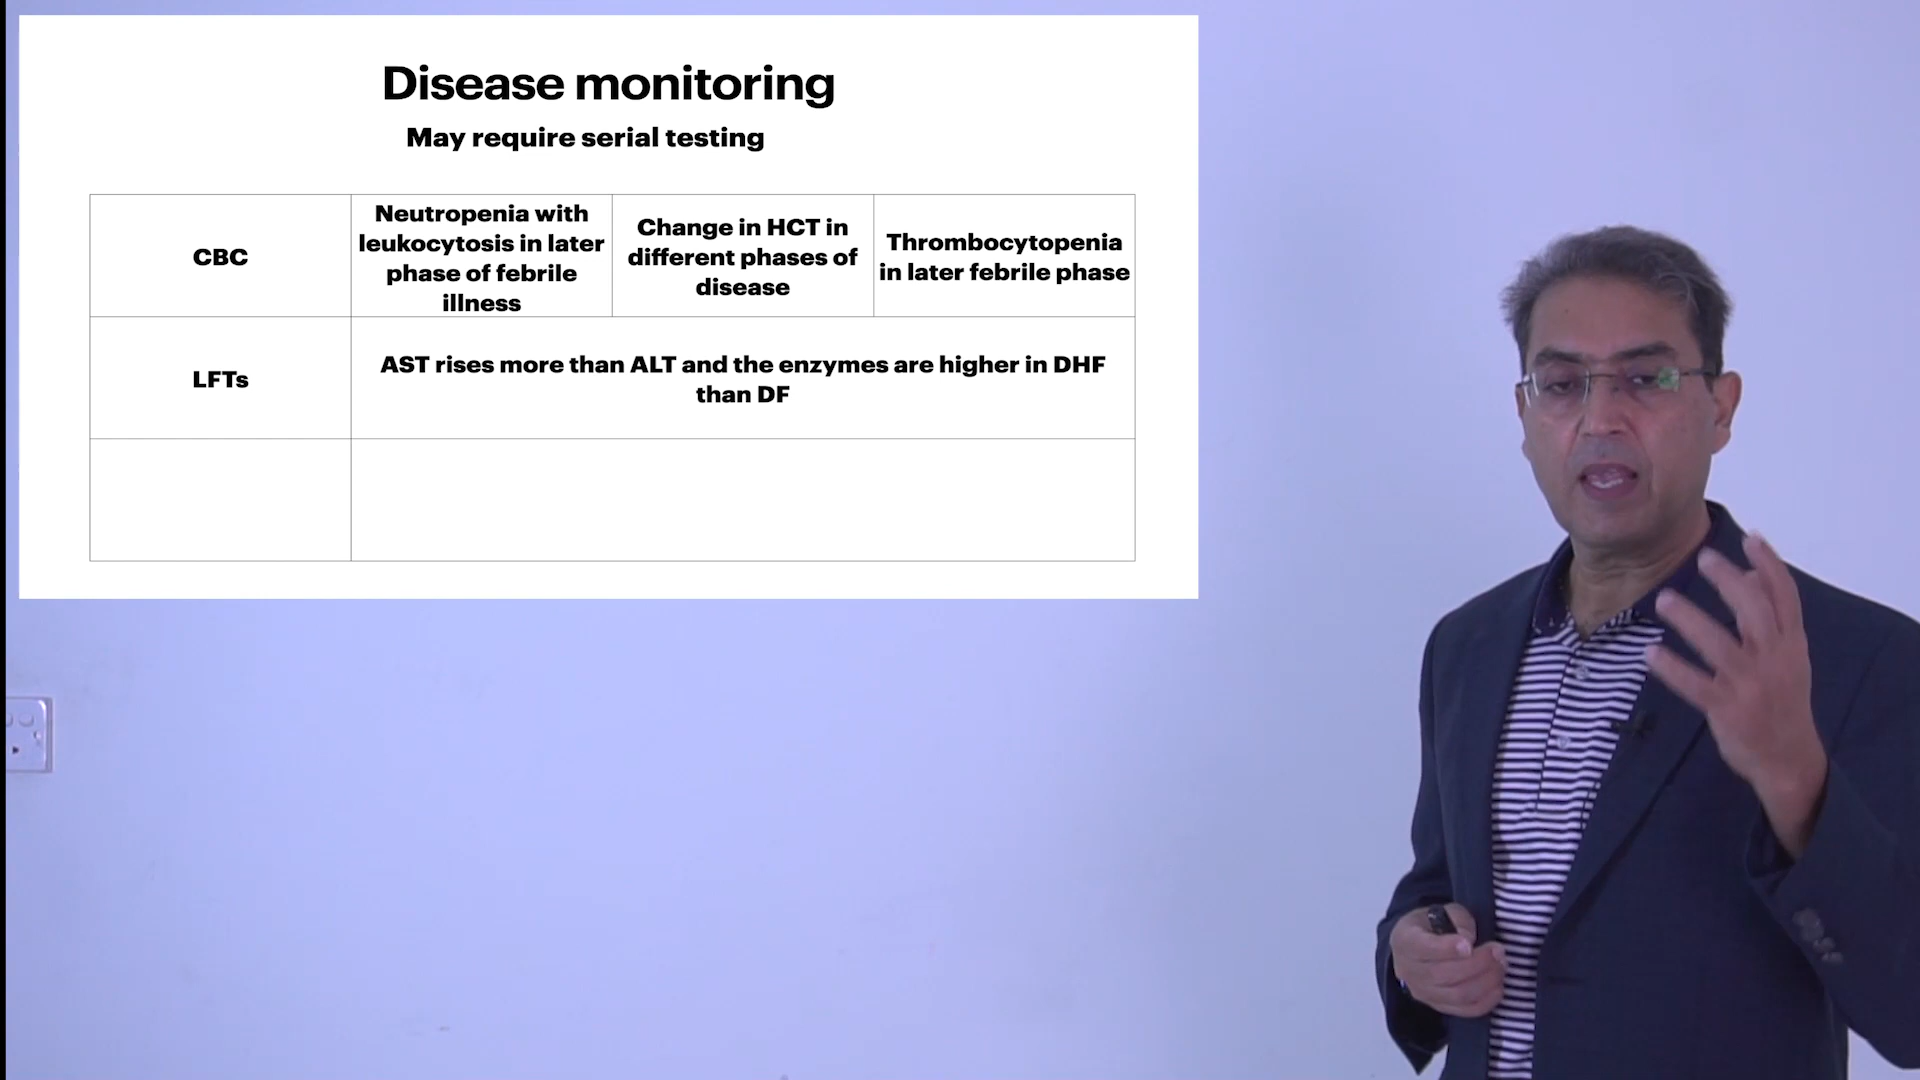 Disease monitoring
May require serial testing
CBC
Neutropenia with
leukocytosis in later
phase of febrile
illness
Change in HCT in
different phases of
disease
Thrombocytopenia
in later febrile phase
LFTs
AST rises more than ALT and the enzymes are higher in DHF
than DF